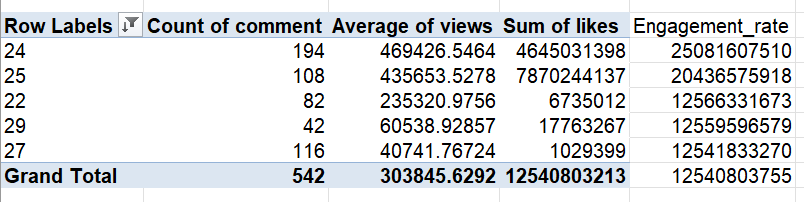 Row Labels Count of comment Average of views Sum of likes Engagement_rate
24 194 469426.5464 4645031398 25081607510
25 108 435653.5278 7870244137 20436575918
22 82 235320.9756 6735012 12566331673
29 42 60538.92857 17763267 12559596579
27 116 40741.76724 1029399 12541833270
Grand Total 542 303845.6292 12540803213 12540803755